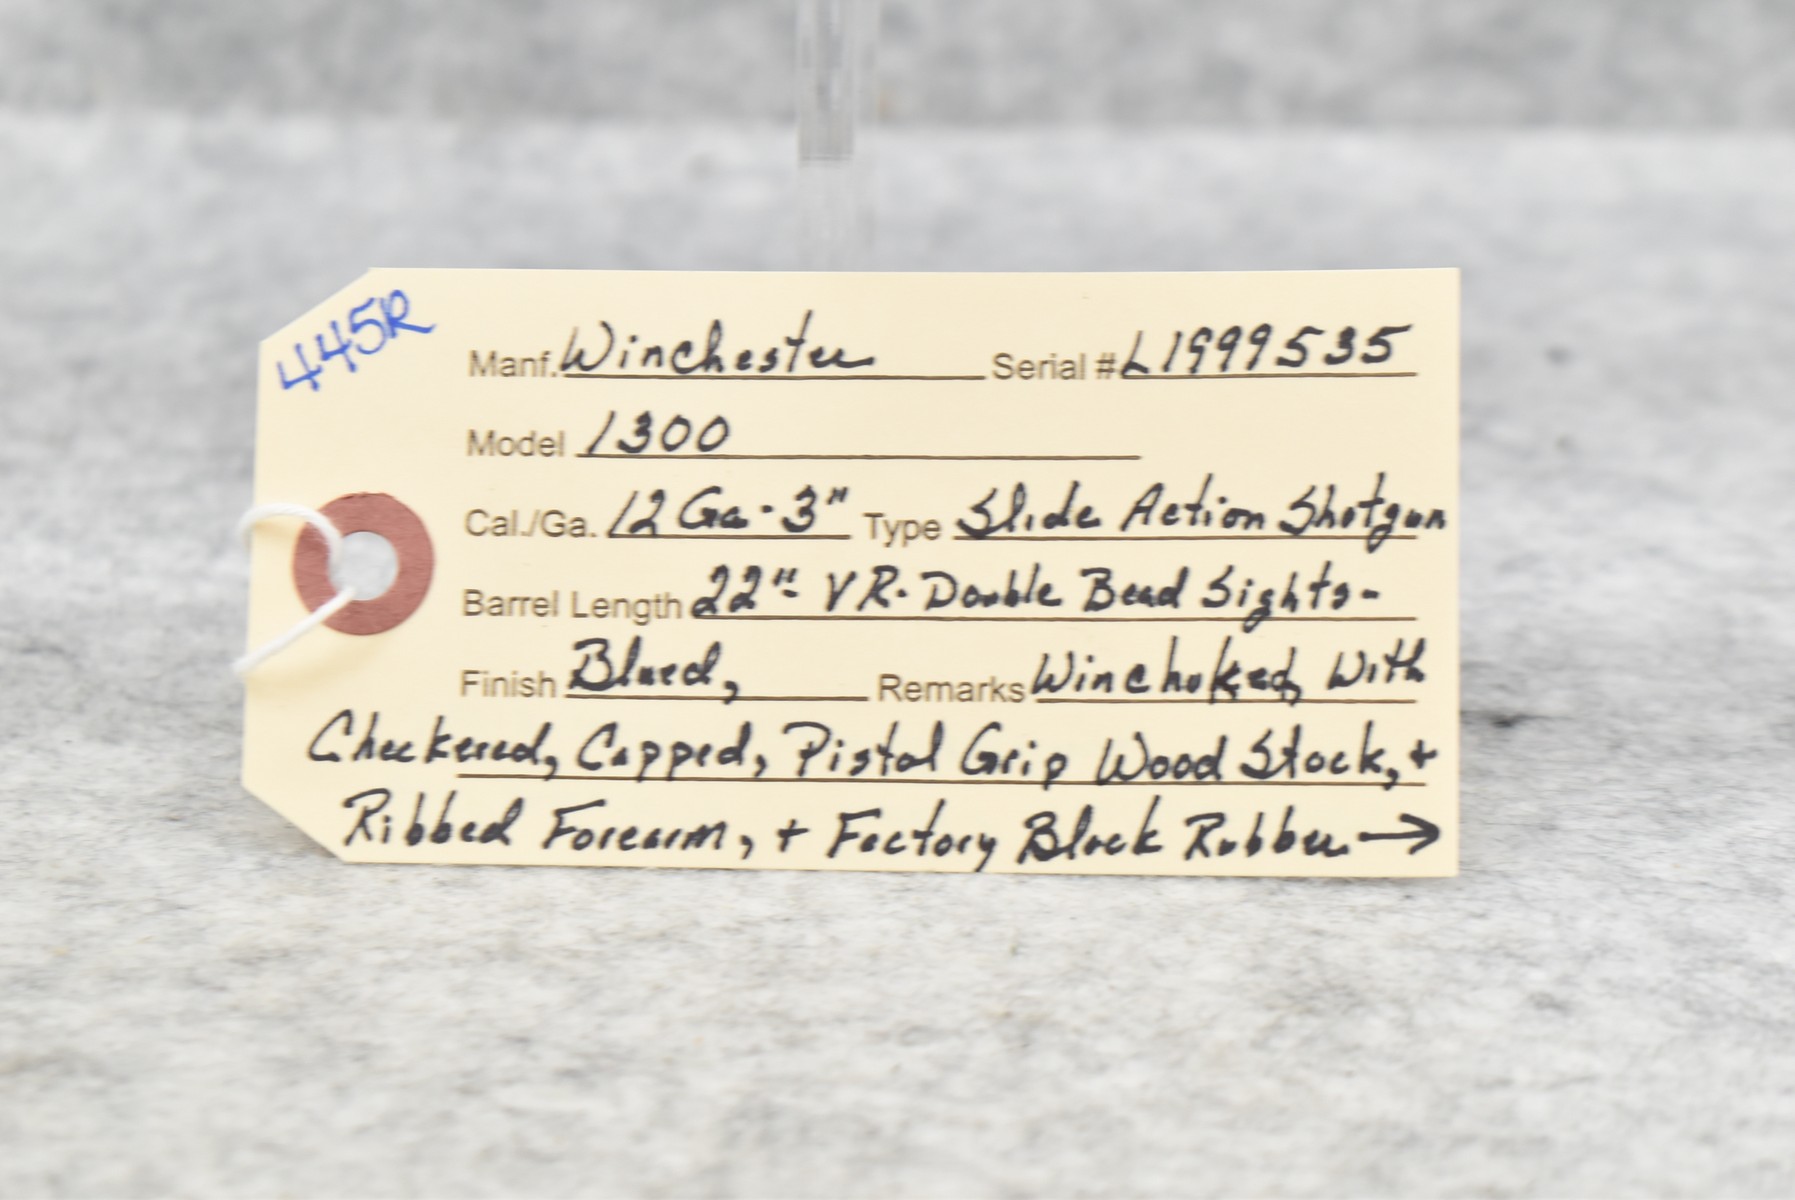 445R
Manf. Winchester Serial # L1999535
Model 1300
Cal./Ga. 12 Ga - 3" Type Slide Action Shotgun
Barrel Length 22" - VR - Double Bead Sights -
Finish Blued, Remarks Winchoked, With
Checkered, Capped, Pistol Grip Wood Stock, +
Ribbed Forearm, + Factory Black Rubber →